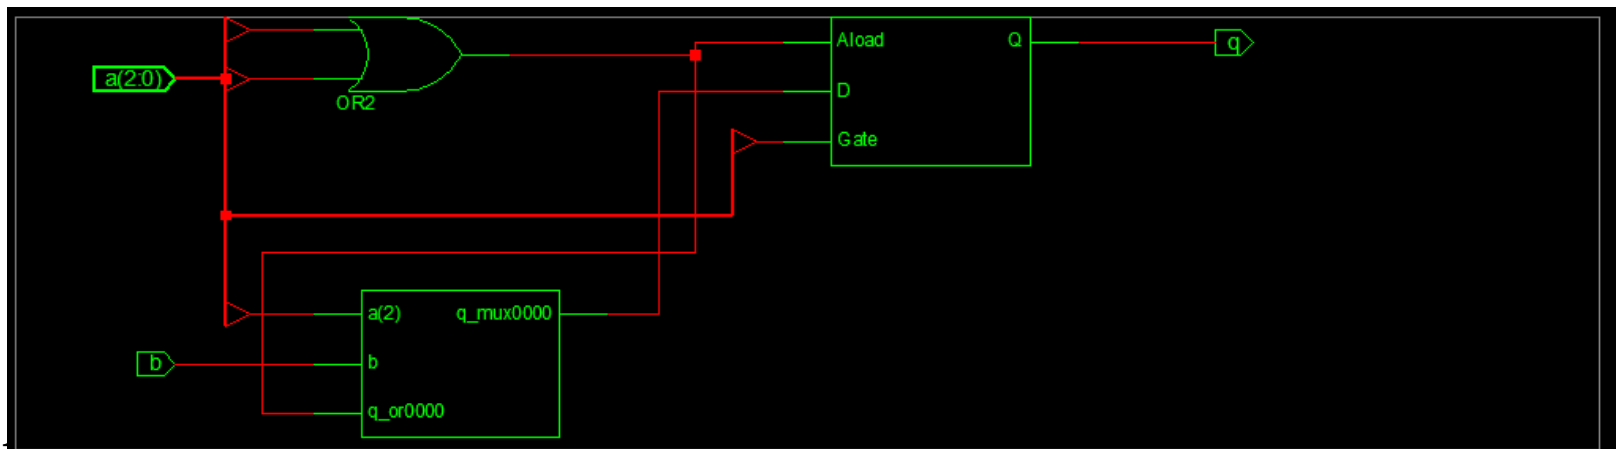 Aload Q q
a(2:0)
D
OR2
Gate
a(2) q_mux0000
b b
q_or0000